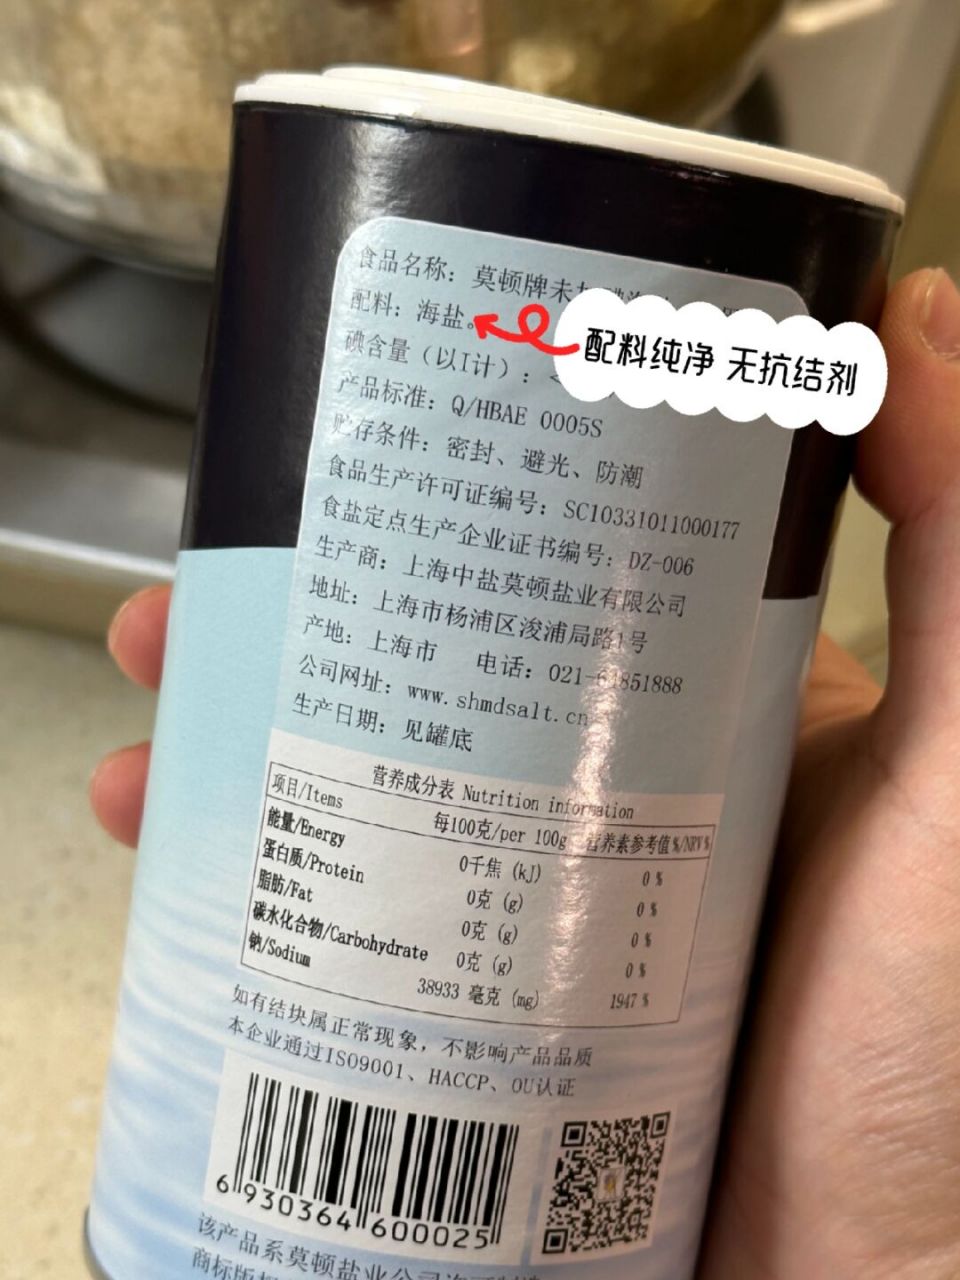 食品名称：莫顿牌未
配料：海盐。
配料纯净 无抗结剂
碘含量（以I计）：<
产品标准：Q/HBAE 0005S
贮存条件：密封、避光、防潮
食品生产许可证编号：SC10331011000177
食盐定点生产企业证书编号：DZ-006
生产商：上海中盐莫顿盐业有限公司
地址：上海市杨浦区浚浦局路1号
产地：上海市 电话：021-61851888
公司网址：www.shmdsalt.cn
生产日期：见罐底
营养成分表 Nutrition information
项目/Items 每100克/per 100g 营养素参考值%/NRV%
能量/Energy 0千焦 (kJ) 0 %
蛋白质/Protein 0克 (g) 0 %
脂肪/Fat 0克 (g) 0 %
碳水化合物/Carbohydrate 0克 (g) 0 %
钠/Sodium 38933 毫克 (mg) 1947 %
如有结块属正常现象，不影响产品品质
本企业通过ISO9001、HACCP、OU认证
6 930364 600025
该产系莫顿盐业公司许可制造
商标版权